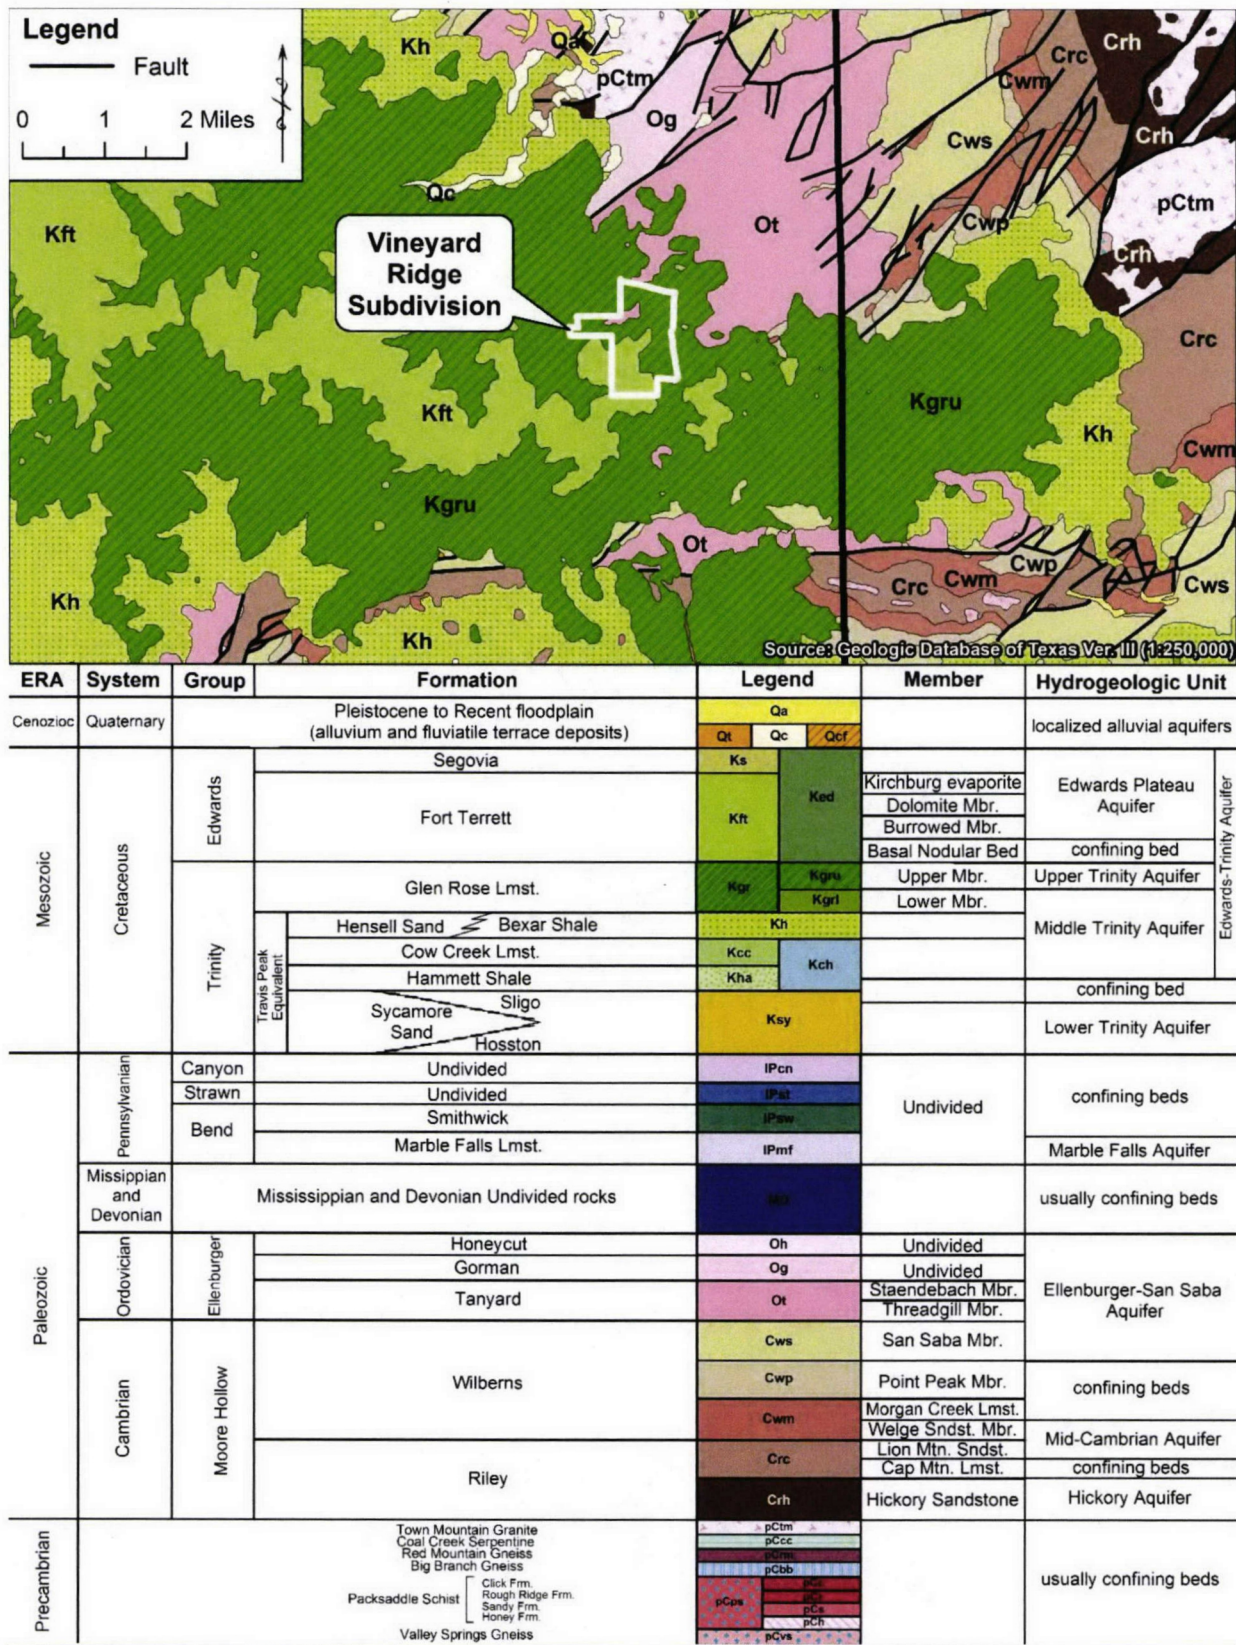 Legend
Fault
0 1 2 Miles
Kh
Qa
pCtm
Og
Qc
Kft
Vineyard
Ridge
Subdivision
Ot
Crc
Crh
Cwm
Cws
Crh
pCtm
Cwp
Crh
Crc
Kft
Kgru
Kh
Cwm
Kgru
Ot
Cwp
Cwm
Crc
Cws
Kh
Kh
Source: Geologic Database of Texas Ver. III (1:250,000)
ERA System Group Formation Legend Member Hydrogeologic Unit
Cenozoic Quaternary Pleistocene to Recent floodplain
(alluvium and fluviatile terrace deposits) Qa localized alluvial aquifers
Qt Qc Qcf
Mesozoic Cretaceous Edwards Segovia Ks Ked
Fort Terrett Kft Kirchburg evaporite Edwards Plateau
Aquifer
Dolomite Mbr.
Burrowed Mbr.
Basal Nodular Bed confining bed
Edwards-Trinity Aquifer
Trinity Glen Rose Lmst. Kgr Kgru Upper Mbr. Upper Trinity Aquifer
Kgrl Lower Mbr. Middle Trinity Aquifer
Travis Peak
Equivalent
Hensell Sand Bexar Shale Kh
Cow Creek Lmst. Kcc Kch
Hammett Shale Kha confining bed
Sligo
Sycamore
Sand Ksy Lower Trinity Aquifer
Hosston
Paleozoic Pennsylvanian Canyon Undivided IPcn Undivided confining beds
Strawn Undivided IPst
Bend Smithwick IPsw
Marble Falls Lmst. IPmf Marble Falls Aquifer
Missippian
and
Devonian Mississippian and Devonian Undivided rocks usually confining beds
Ordovician Ellenburger Honeycut Oh Undivided Ellenburger-San Saba
Aquifer
Gorman Og Undivided
Tanyard Ot Staendebach Mbr.
Threadgill Mbr.
Cambrian Moore Hollow Wilberns Cws San Saba Mbr.
Cwp Point Peak Mbr. confining beds
Cwm Morgan Creek Lmst.
Welge Sndst. Mbr. Mid-Cambrian Aquifer
Riley Crc Lion Mtn. Sndst.
Cap Mtn. Lmst. confining beds
Crh Hickory Sandstone Hickory Aquifer
Precambrian Town Mountain Granite pCtm usually confining beds
Coal Creek Serpentine pCcc
Red Mountain Gneiss pCrm
Big Branch Gneiss pCbb
Packsaddle Schist pCps
Click Frm.
Rough Ridge Frm.
Sandy Frm. pCs
Honey Frm. pCh
Valley Springs Gneiss pCvs